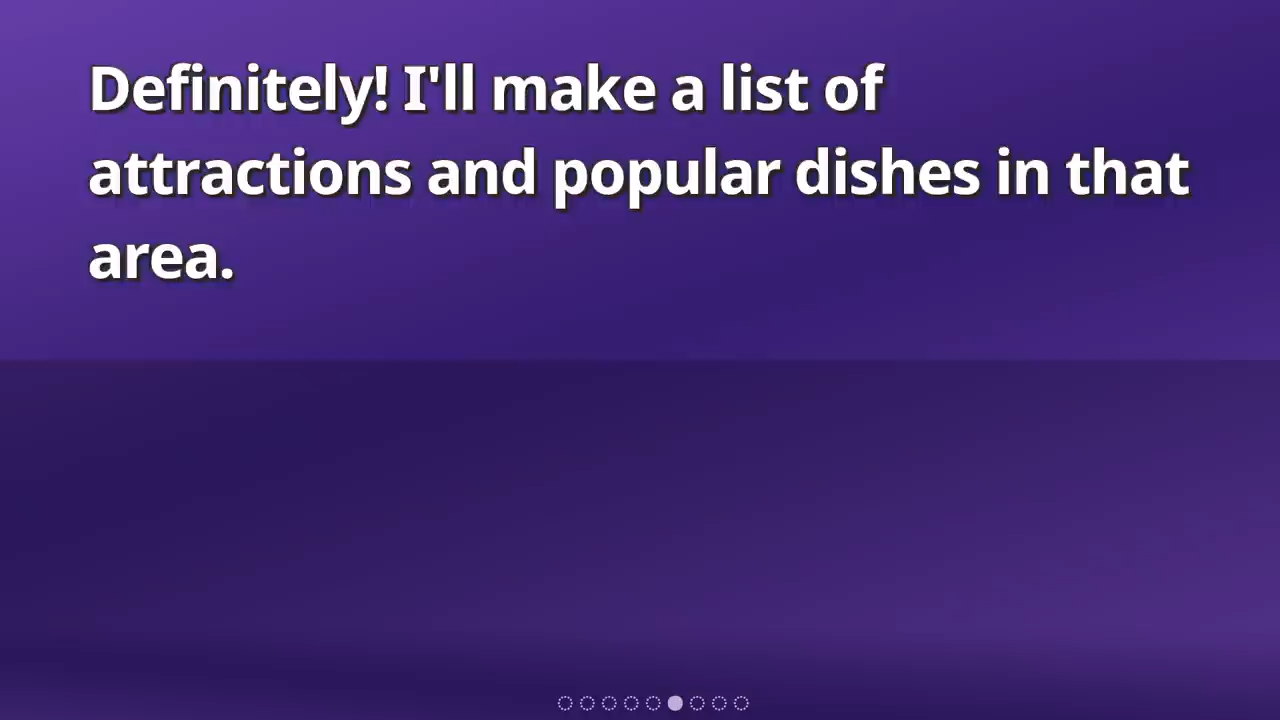 Definitely! I'll make a list of
attractions and popular dishes in that
area.